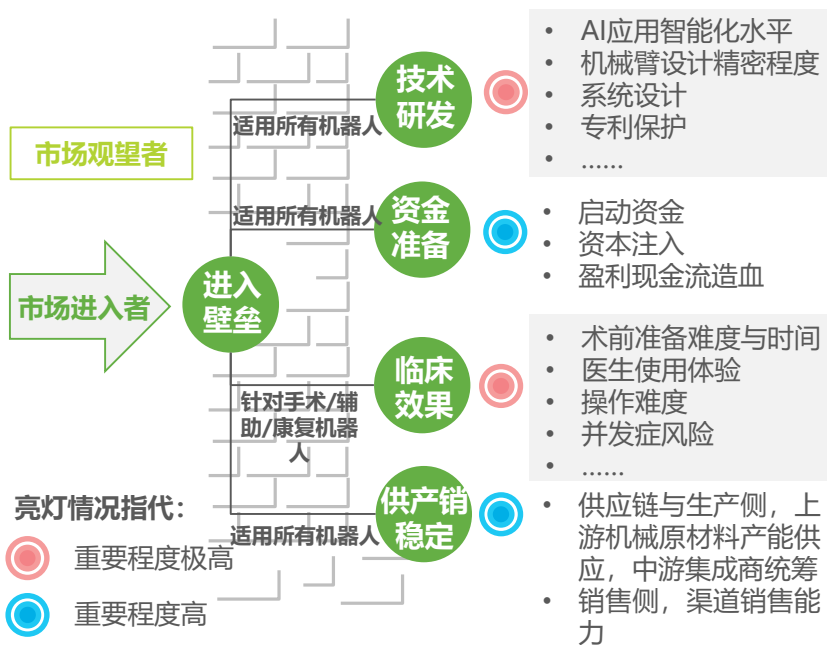 市场观望者
市场进入者
进入
壁垒
适用所有机器人
技术
研发
• AI应用智能化水平
• 机械臂设计精密程度
• 系统设计
• 专利保护
• ……
适用所有机器人
资金
准备
• 启动资金
• 资本注入
• 盈利现金流造血
针对手术/辅
助/康复机器
人
临床
效果
• 术前准备难度与时间
• 医生使用体验
• 操作难度
• 并发症风险
• ……
适用所有机器人
供产销
稳定
• 供应链与生产侧，上
游机械原材料产能供
应，中游集成商统筹
• 销售侧，渠道销售能
力
亮灯情况指代：
重要程度极高
重要程度高